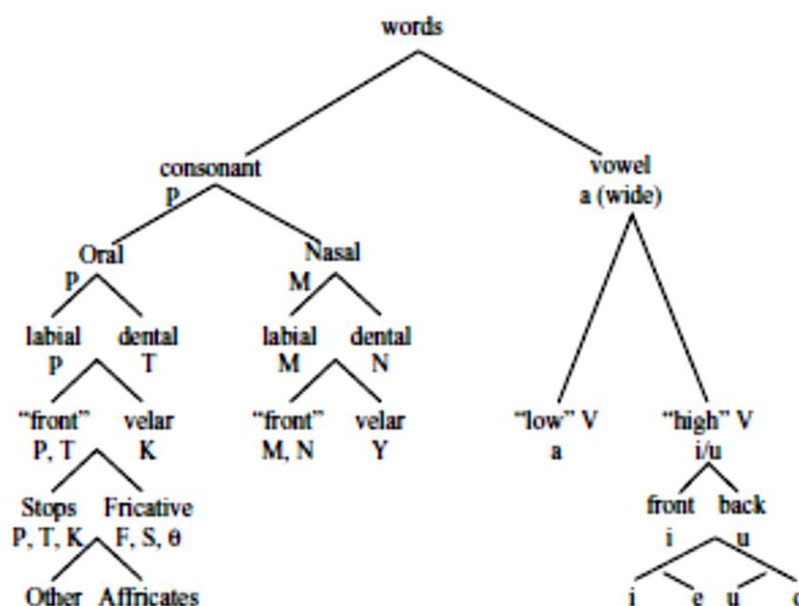 words
consonant vowel
P a (wide)
Oral Nasal
P M
labial dental labial dental
P T M N
“front” velar “front” velar “low” V “high” V
P, T K M, N Y a i/u
Stops Fricative front back
P, T, K F, S, θ i u
Other Affricates i e u